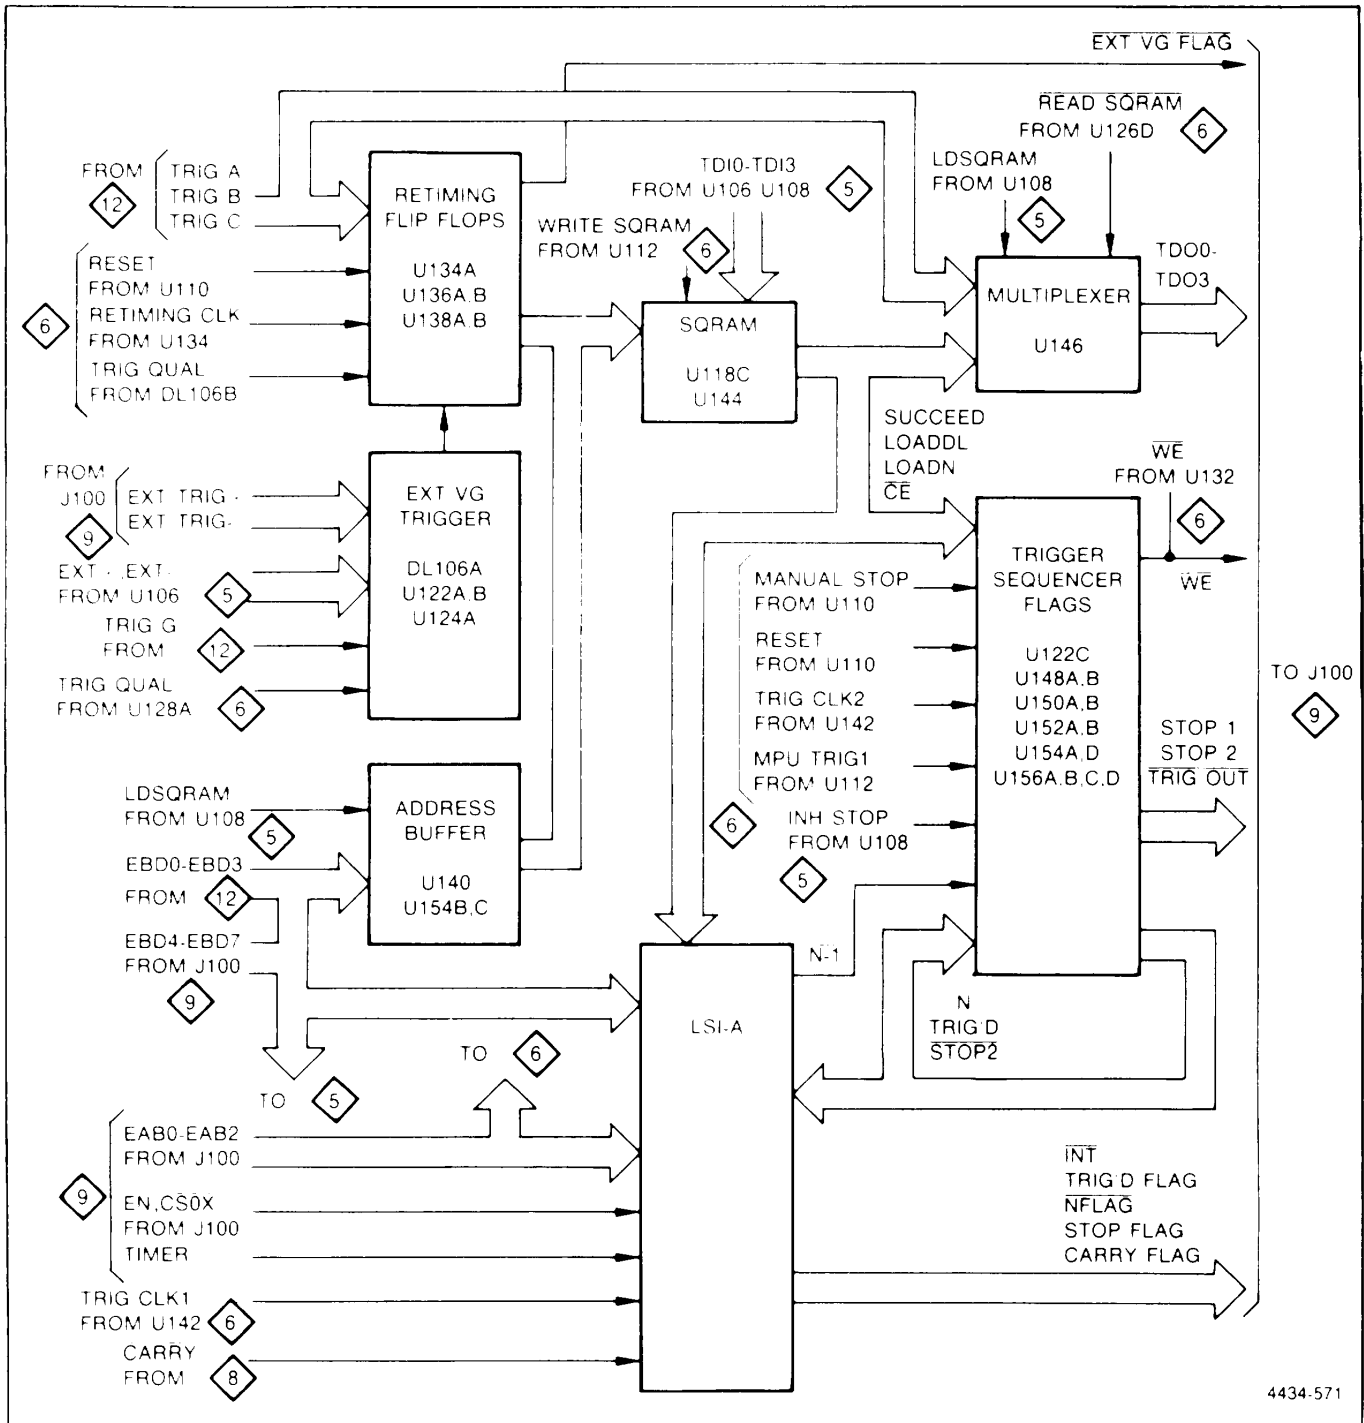 EXT VG FLAG
READ SQRAM
FROM U126D
6
LDSQRAM
FROM U108
5
TDI0-TDI3
FROM U106 U108
5
WRITE SQRAM
FROM U112
6
FROM
12
TRIG A
TRIG B
TRIG C
RESET
FROM U110
RETIMING CLK
FROM U134
TRIG QUAL
FROM DL106B
6
RETIMING
FLIP FLOPS
U134A
U136A,B
U138A,B
SQRAM
U118C
U144
MULTIPLEXER
U146
TDO0-
TDO3
SUCCEED
LOADDL
LOADN
CE
WE
FROM U132
6
WE
FROM
J100
9
EXT TRIG -
EXT TRIG-
EXT -,EXT-
FROM U106
5
TRIG G
FROM
12
TRIG QUAL
FROM U128A
6
EXT VG
TRIGGER
DL106A
U122A,B
U124A
MANUAL STOP
FROM U110
RESET
FROM U110
TRIG CLK2
FROM U142
MPU TRIG1
FROM U112
6
INH STOP
FROM U108
5
TRIGGER
SEQUENCER
FLAGS
U122C
U148A,B
U150A,B
U152A,B
U154A,D
U156A,B,C,D
STOP 1
STOP 2
TRIG OUT
TO J100
9
LDSQRAM
FROM U108
5
EBD0-EBD3
FROM
12
EBD4-EBD7
FROM J100
9
ADDRESS
BUFFER
U140
U154B,C
TO
5
TO
6
N-1
N
TRIG'D
STOP2
LSI-A
EAB0-EAB2
FROM J100
EN,CS0X
FROM J100
TIMER
9
TRIG CLK1
FROM U142
6
CARRY
FROM
8
INT
TRIG'D FLAG
NFLAG
STOP FLAG
CARRY FLAG
4434-571